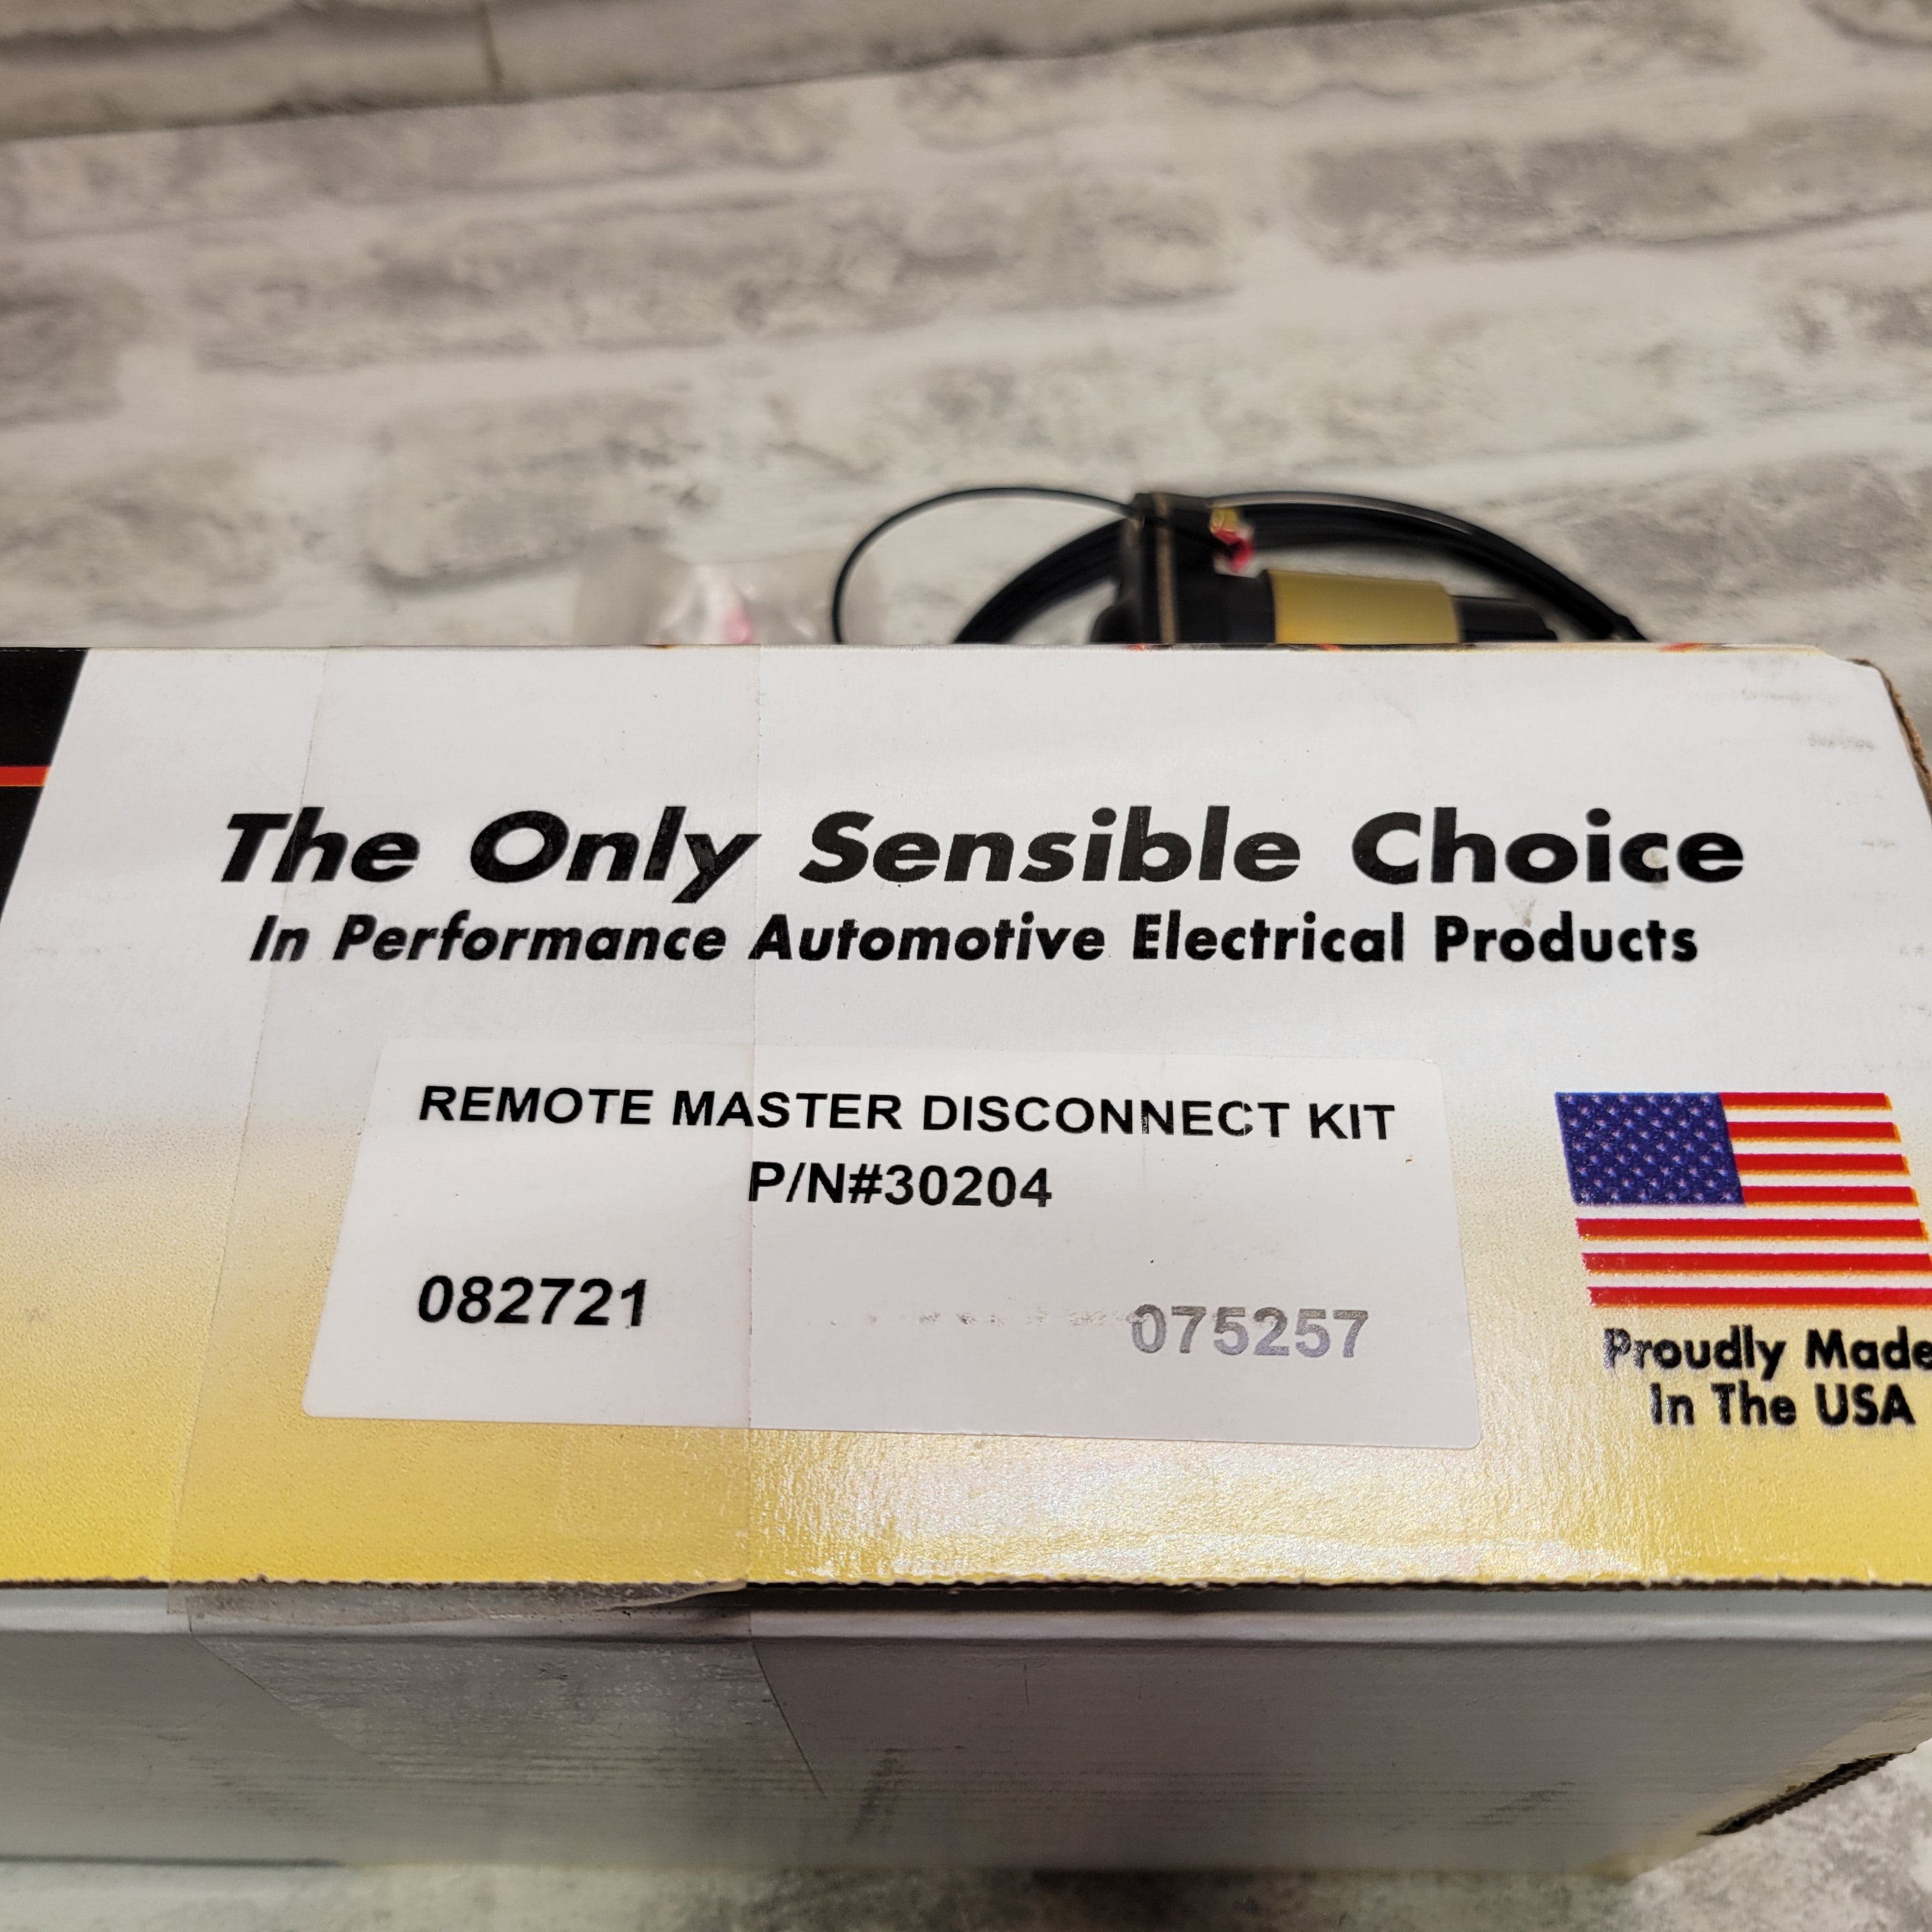 The Only Sensible Choice
In Performance Automotive Electrical Products
REMOTE MASTER DISCONNECT KIT
P/N#30204
082721
075257
Proudly Made
In The USA